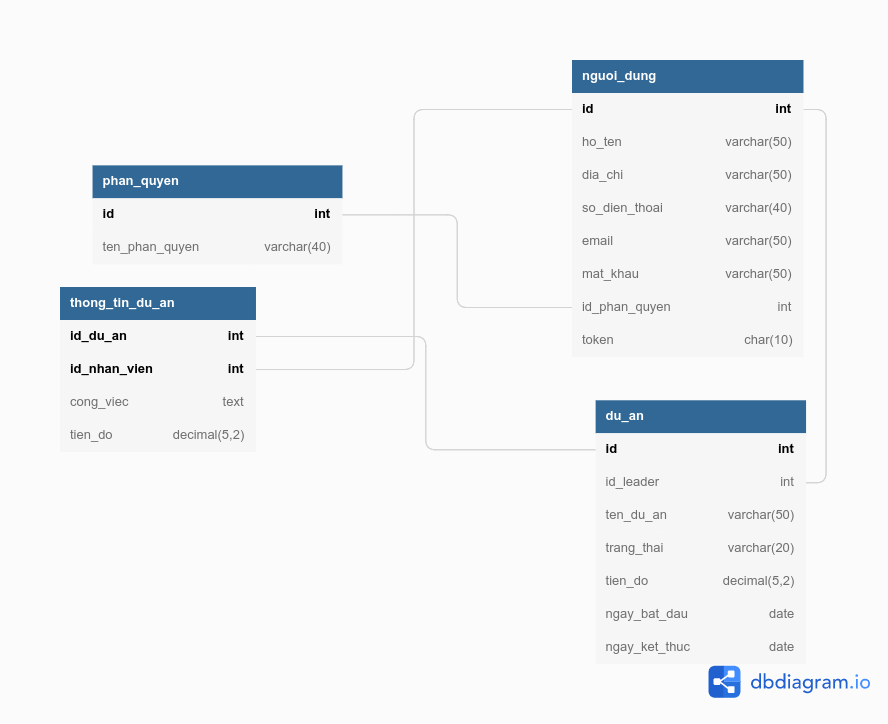 phan_quyen
id int
ten_phan_quyen varchar(40)
thong_tin_du_an
id_du_an int
id_nhan_vien int
cong_viec text
tien_do decimal(5,2)
nguoi_dung
id int
ho_ten varchar(50)
dia_chi varchar(50)
so_dien_thoai varchar(40)
email varchar(50)
mat_khau varchar(50)
id_phan_quyen int
token char(10)
du_an
id int
id_leader int
ten_du_an varchar(50)
trang_thai varchar(20)
tien_do decimal(5,2)
ngay_bat_dau date
ngay_ket_thuc date
dbdiagram.io